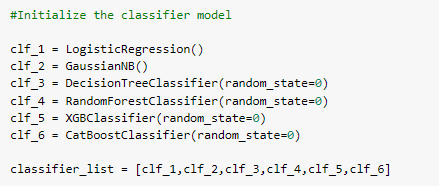 #Initialize the classifier model
clf_1 = LogisticRegression()
clf_2 = GaussianNB()
clf_3 = DecisionTreeClassifier(random_state=0)
clf_4 = RandomForestClassifier(random_state=0)
clf_5 = XGBClassifier(random_state=0)
clf_6 = CatBoostClassifier(random_state=0)
classifier_list = [clf_1,clf_2,clf_3,clf_4,clf_5,clf_6]